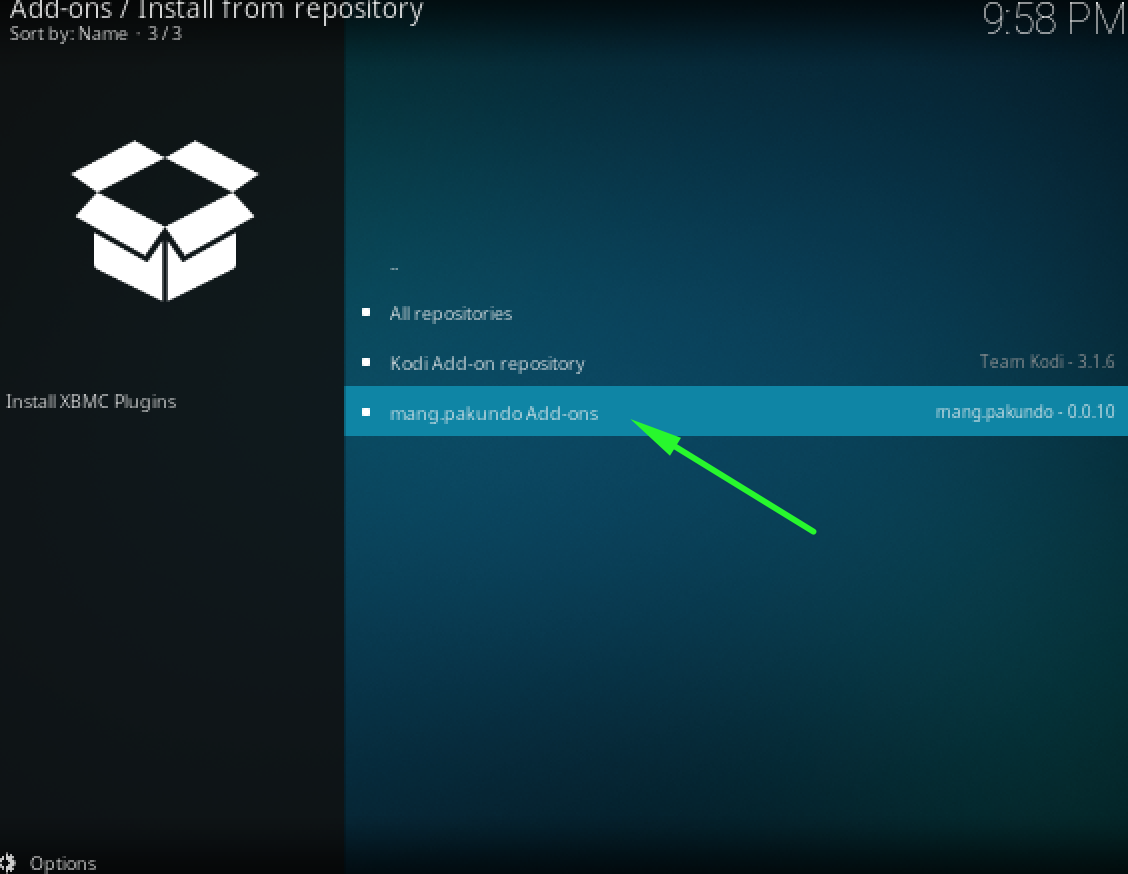 Add-ons / Install from repository
Sort by: Name · 3 / 3
9:58 PM
..
All repositories
Kodi Add-on repository
Team Kodi - 3.1.6
mang.pakundo Add-ons
mang.pakundo - 0.0.10
Install XBMC Plugins
Options